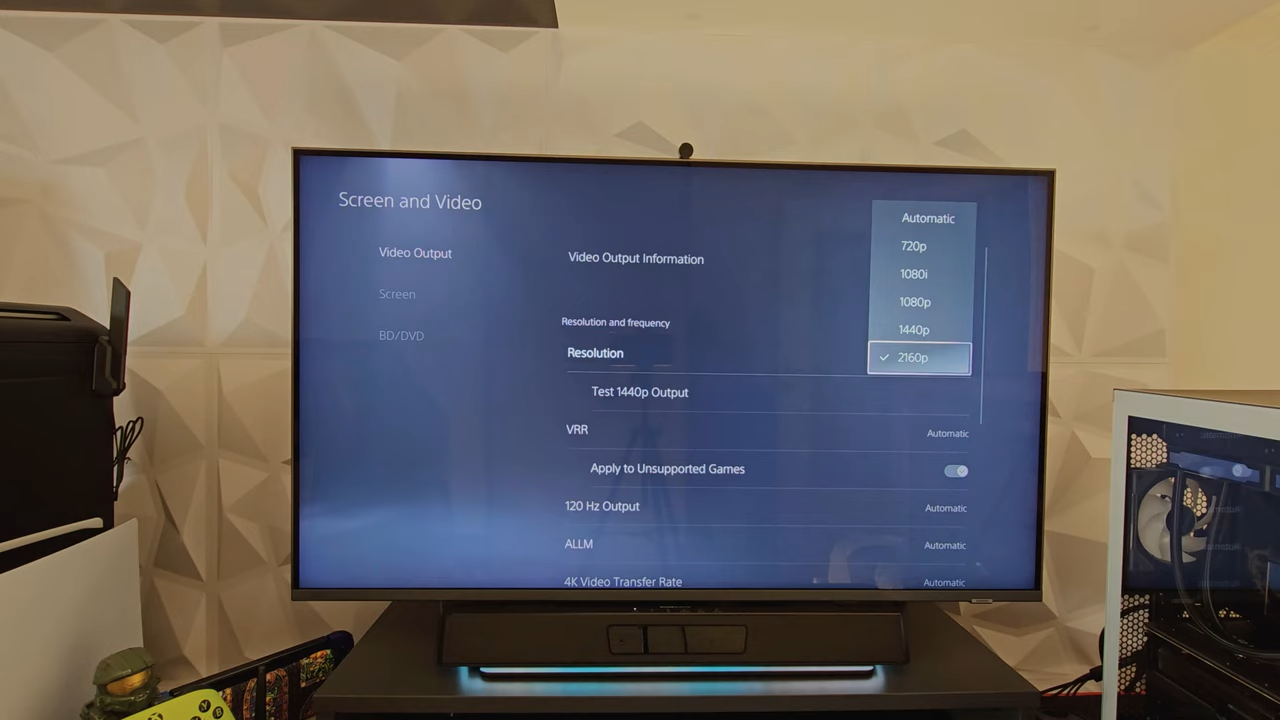 Screen and Video
Video Output
Screen
BD/DVD
Video Output Information
Resolution and frequency
Resolution
Automatic
720p
1080i
1080p
1440p
2160p
Test 1440p Output
VRR
Automatic
Apply to Unsupported Games
120 Hz Output
Automatic
ALLM
Automatic
4K Video Transfer Rate
Automatic